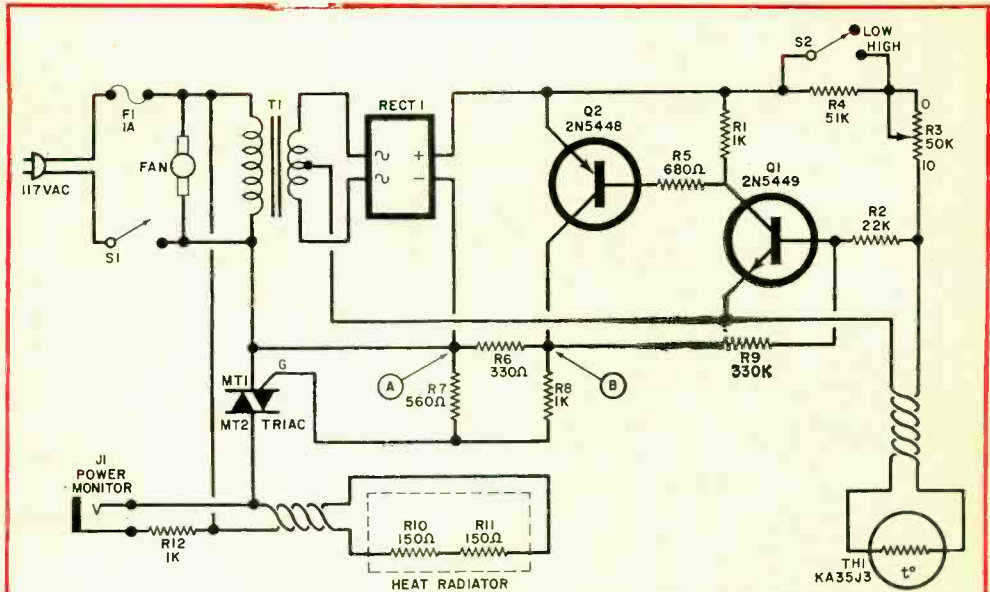 F1
1A
117VAC
S1
FAN
T1
RECT 1
+
−
Q2
2N5448
R5
680Ω
R1
1K
Q1
2N5449
S2
LOW
HIGH
R4
51K
0
R3
50K
10
R2
22K
A
R6
330Ω
B
R9
330K
R7
560Ω
R8
1K
G
MT1
MT2
TRIAC
J1
POWER
MONITOR
R12
1K
R10
150Ω
R11
150Ω
HEAT RADIATOR
t°
TH1
KA35J3